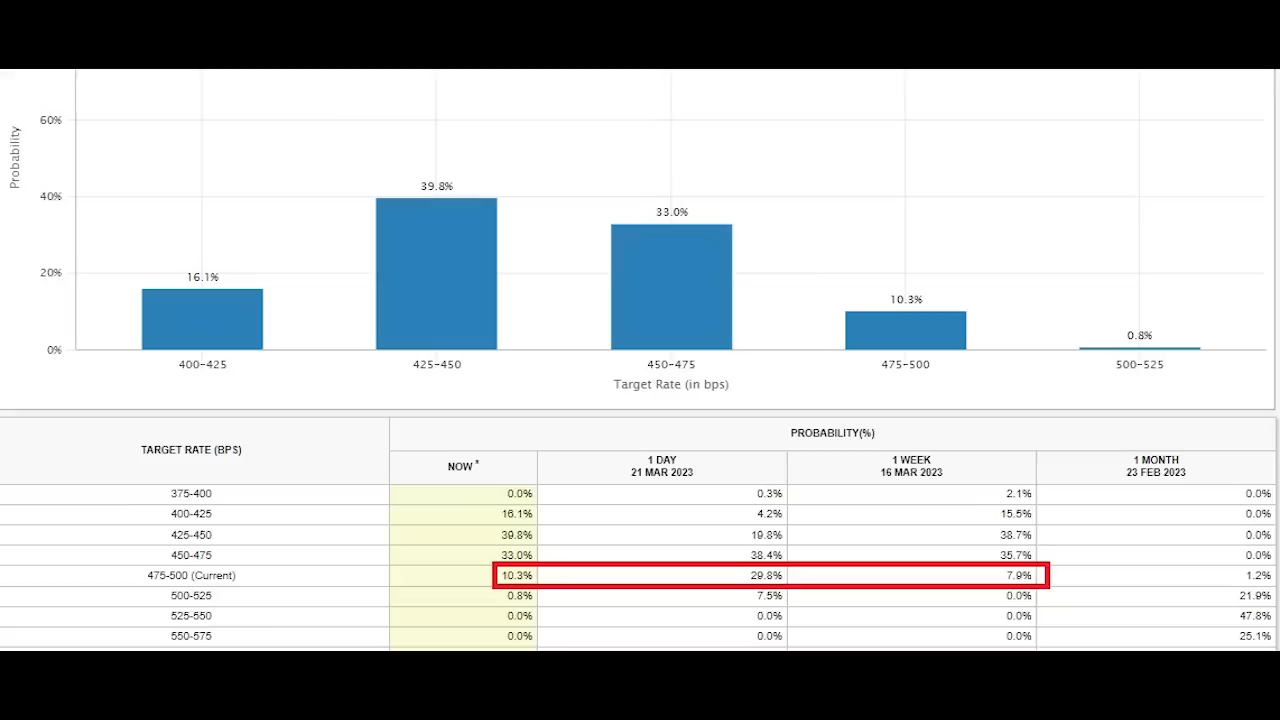 Probability
60%
40%
20%
0%
16.1%
39.8%
33.0%
10.3%
0.8%
400-425 425-450 450-475 475-500 500-525
Target Rate (in bps)
TARGET RATE (BPS) PROBABILITY(%)
NOW * 1 DAY 21 MAR 2023 1 WEEK 16 MAR 2023 1 MONTH 23 FEB 2023
375-400 0.0% 0.3% 2.1% 0.0%
400-425 16.1% 4.2% 15.5% 0.0%
425-450 39.8% 19.8% 38.7% 0.0%
450-475 33.0% 38.4% 35.7% 0.0%
475-500 (Current) 10.3% 29.8% 7.9% 1.2%
500-525 0.8% 7.5% 0.0% 21.9%
525-550 0.0% 0.0% 0.0% 47.8%
550-575 0.0% 0.0% 0.0% 25.1%